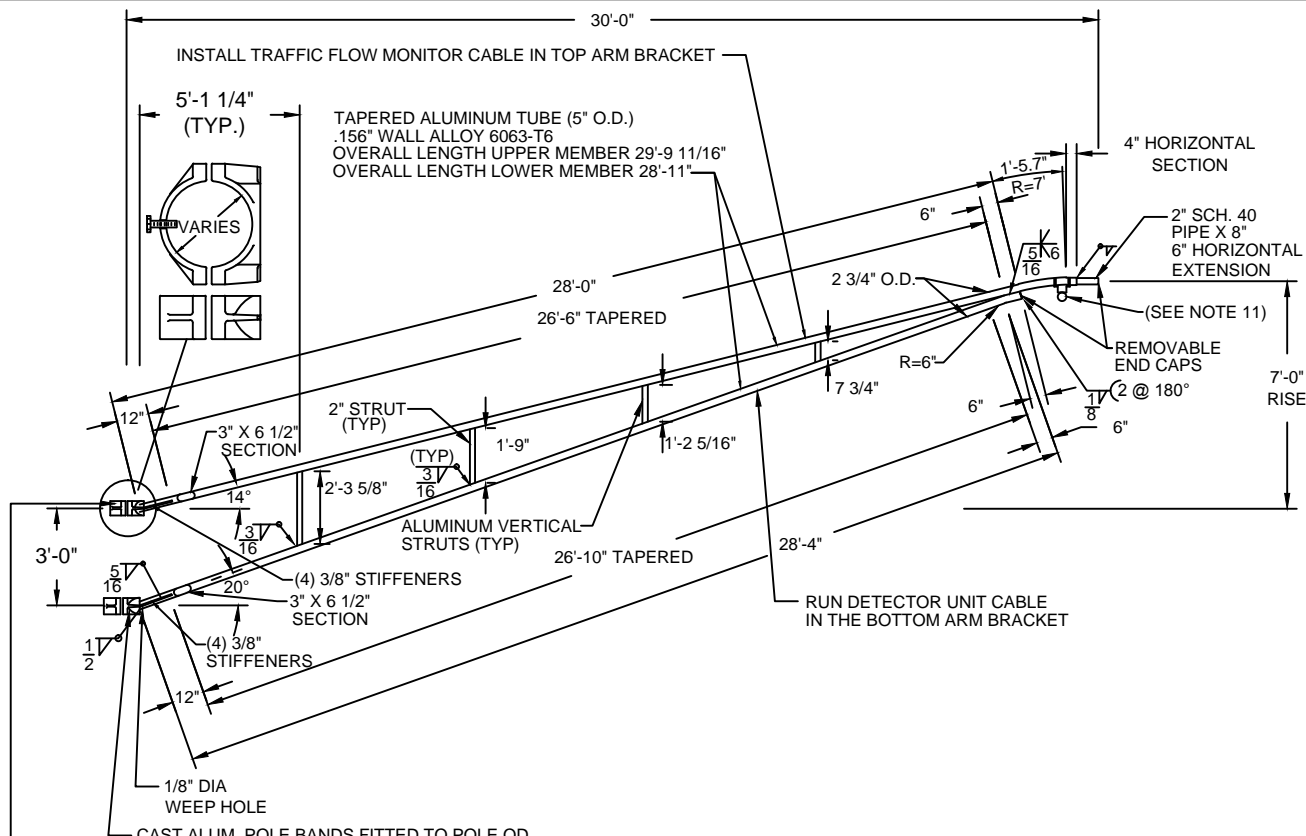 30'-0"
INSTALL TRAFFIC FLOW MONITOR CABLE IN TOP ARM BRACKET
5'-1 1/4"
(TYP.)
TAPERED ALUMINUM TUBE (5" O.D.)
.156" WALL ALLOY 6063-T6
OVERALL LENGTH UPPER MEMBER 29'-9 11/16"
OVERALL LENGTH LOWER MEMBER 28'-11"
4" HORIZONTAL
SECTION
1'-5.7"
R=7'
6"
VARIES
2" SCH. 40
PIPE X 8"
6" HORIZONTAL
EXTENSION
5
16
6
2 3/4" O.D.
28'-0"
26'-6" TAPERED
(SEE NOTE 11)
REMOVABLE
END CAPS
R=6"
7 3/4"
1
8
2 @ 180°
7'-0"
RISE
12"
2" STRUT
(TYP)
3" X 6 1/2"
SECTION
1'-9"
1'-2 5/16"
6"
6"
(TYP)
3
16
2'-3 5/8"
14°
3
16
ALUMINUM VERTICAL
STRUTS (TYP)
26'-10" TAPERED
28'-4"
3'-0"
5
16
(4) 3/8" STIFFENERS
20°
3" X 6 1/2"
SECTION
RUN DETECTOR UNIT CABLE
IN THE BOTTOM ARM BRACKET
1
2
(4) 3/8"
STIFFENERS
12"
1/8" DIA
WEEP HOLE
CAST ALUM. POLE BANDS FITTED TO POLE OD